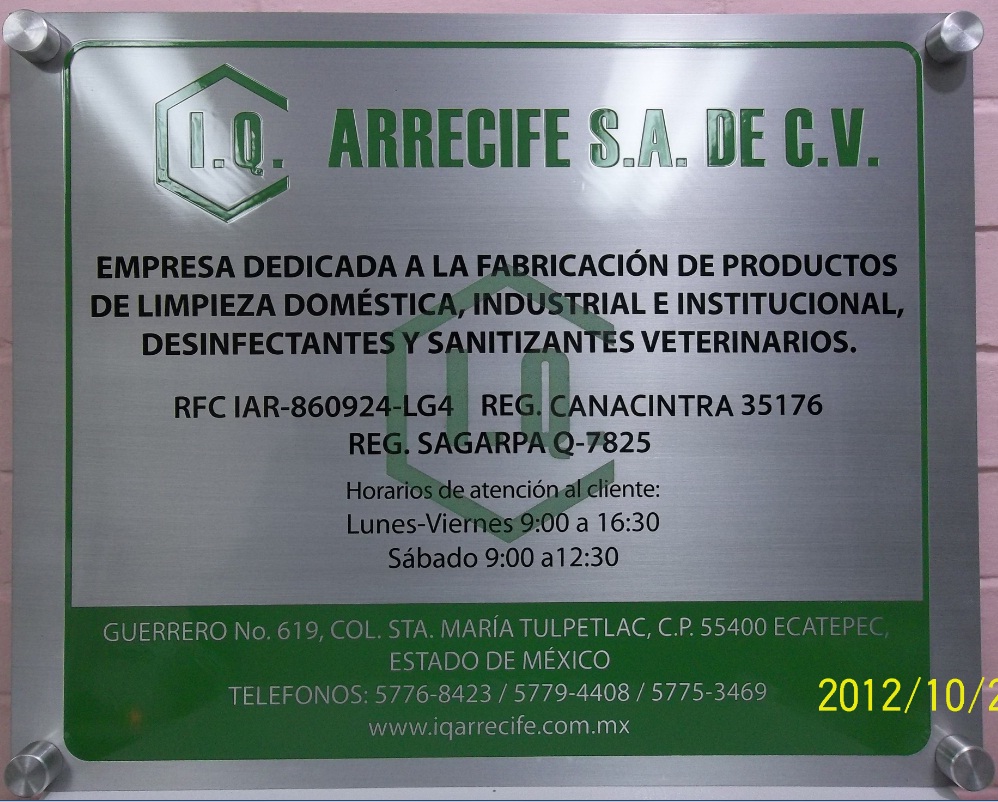 I.Q. ARRECIFE S.A. DE C.V.
EMPRESA DEDICADA A LA FABRICACIÓN DE PRODUCTOS
DE LIMPIEZA DOMÉSTICA, INDUSTRIAL E INSTITUCIONAL,
DESINFECTANTES Y SANITIZANTES VETERINARIOS.
I.Q.
RFC IAR-860924-LG4 REG. CANACINTRA 35176
REG. SAGARPA Q-7825
Horarios de atención al cliente:
Lunes-Viernes 9:00 a 16:30
Sábado 9:00 a12:30
GUERRERO No. 619, COL. STA. MARÍA TULPETLAC, C.P. 55400 ECATEPEC,
ESTADO DE MÉXICO
TELEFONOS: 5776-8423 / 5779-4408 / 5775-3469
www.iqarrecife.com.mx
2012/10/